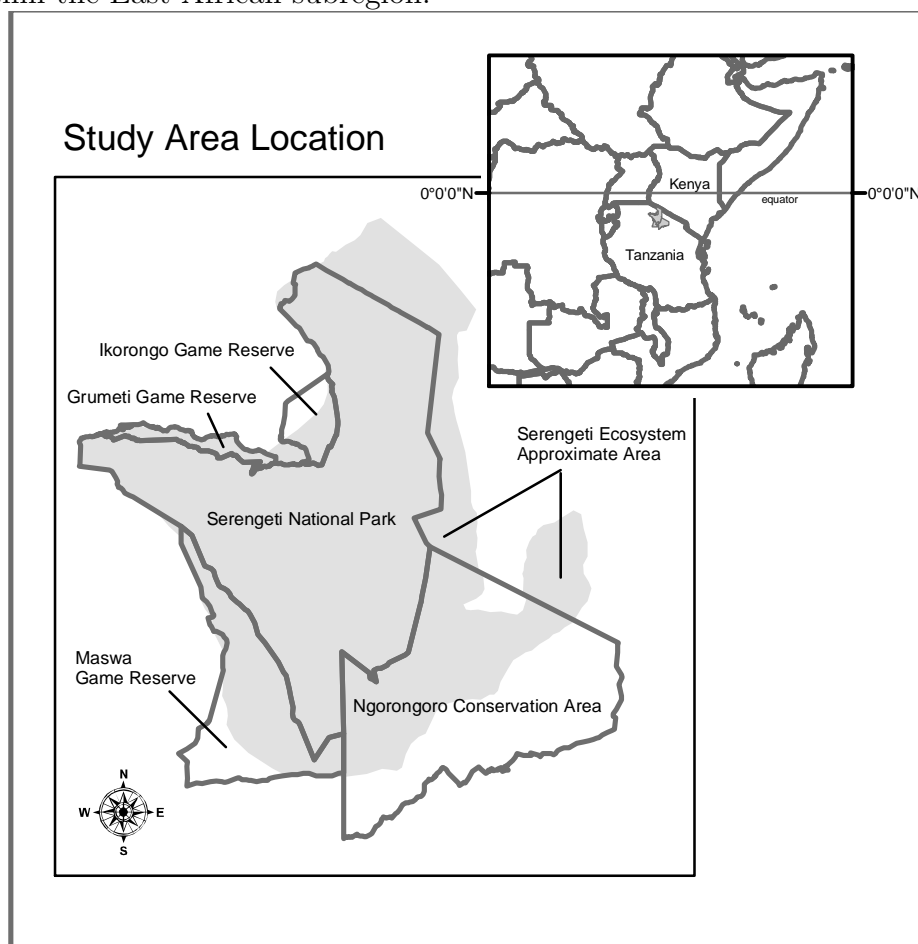 the East African subregion.
Study Area Location
Kenya
0°0'0"N
0°0'0"N
equator
Tanzania
Ikorongo Game Reserve
Grumeti Game Reserve
Serengeti Ecosystem
Approximate Area
Serengeti National Park
Maswa
Game Reserve
Ngorongoro Conservation Area
N
W
E
S